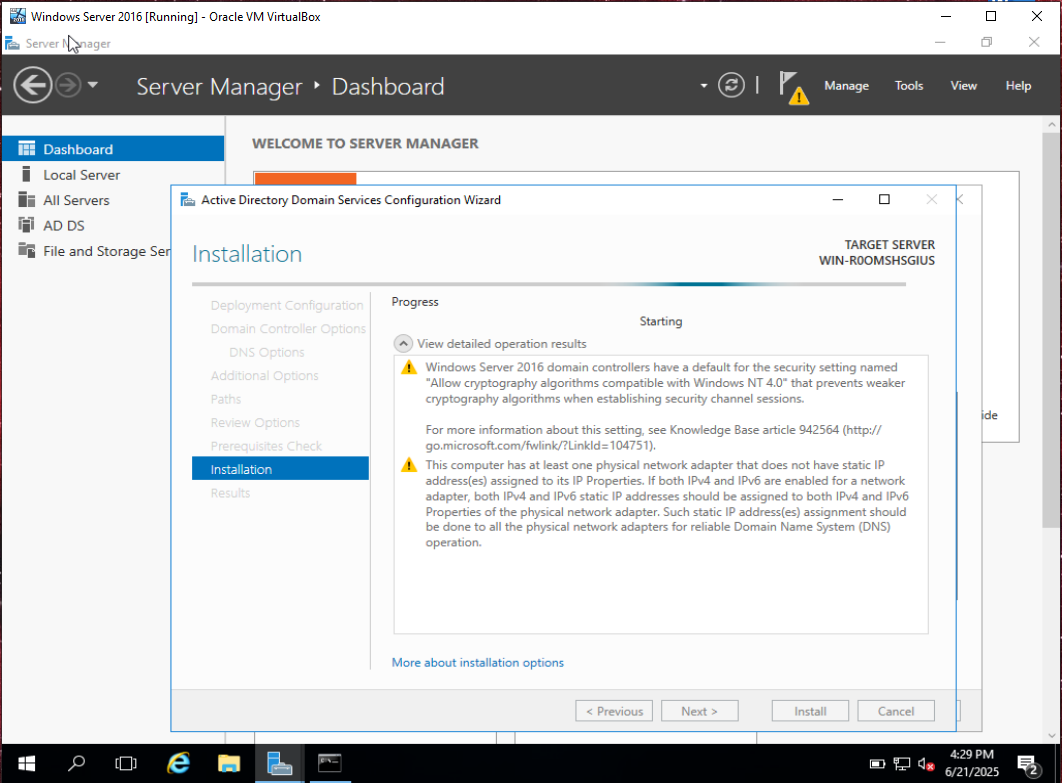 Windows Server 2016 [Running] - Oracle VM VirtualBox
Server Manager
Server Manager ‣ Dashboard
Manage
Tools
View
Help
Dashboard
Local Server
All Servers
AD DS
File and Storage Ser
WELCOME TO SERVER MANAGER
Active Directory Domain Services Configuration Wizard
Installation
TARGET SERVER
WIN-R0OMSHSGIUS
Deployment Configuration
Domain Controller Options
DNS Options
Additional Options
Paths
Review Options
Prerequisites Check
Installation
Results
Progress
Starting
View detailed operation results
Windows Server 2016 domain controllers have a default for the security setting named
"Allow cryptography algorithms compatible with Windows NT 4.0" that prevents weaker
cryptography algorithms when establishing security channel sessions.
For more information about this setting, see Knowledge Base article 942564 (http://
go.microsoft.com/fwlink/?LinkId=104751).
This computer has at least one physical network adapter that does not have static IP
address(es) assigned to its IP Properties. If both IPv4 and IPv6 are enabled for a network
adapter, both IPv4 and IPv6 static IP addresses should be assigned to both IPv4 and IPv6
Properties of the physical network adapter. Such static IP address(es) assignment should
be done to all the physical network adapters for reliable Domain Name System (DNS)
operation.
ide
More about installation options
< Previous
Next >
Install
Cancel
4:29 PM
6/21/2025
2